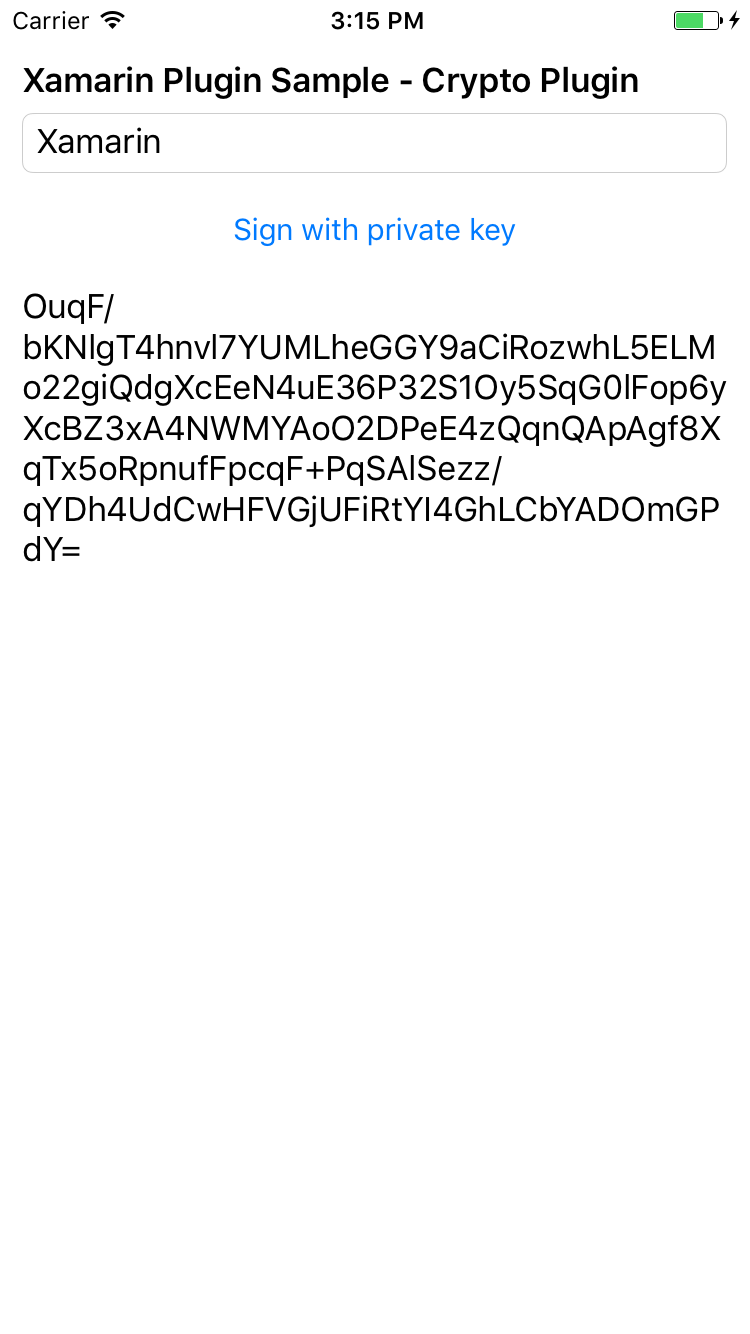 Carrier
3:15 PM
Xamarin Plugin Sample - Crypto Plugin
Xamarin
Sign with private key
OuqF/
bKNlgT4hnvl7YUMLheGGY9aCiRozwhL5ELM
o22giQdgXcEeN4uE36P32S1Oy5SqG0lFop6y
XcBZ3xA4NWMYAoO2DPeE4zQqnQApAgf8X
qTx5oRpnufFpcqF+PqSAlSezz/
qYDh4UdCwHFVGjUFiRtYI4GhLCbYADOmGP
dY=